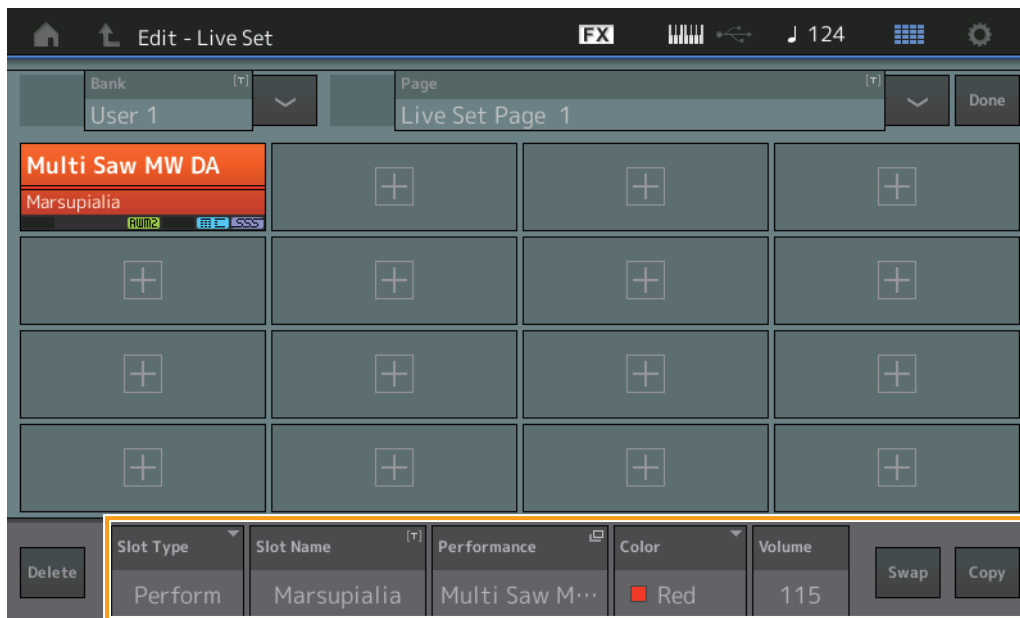 Edit - Live Set FX ♩ 124
Bank [T]
User 1
Page [T]
Live Set Page 1
Done
Multi Saw MW DA
Marsupialia
AWM2 SSS
Delete
Slot Type
Perform
Slot Name [T]
Marsupialia
Performance
Multi Saw M···
Color
Red
Volume
115
Swap
Copy